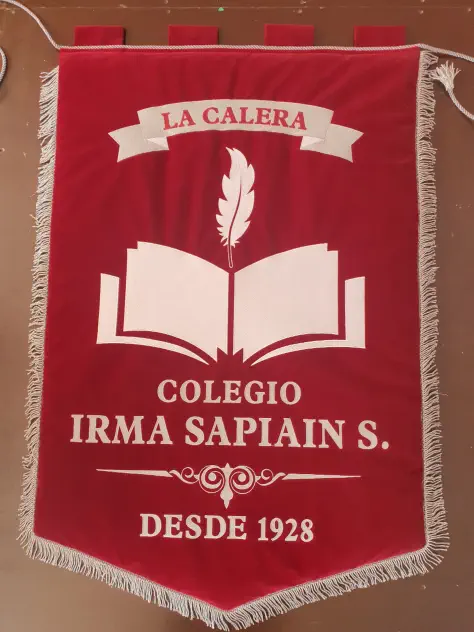 LA CALERA
COLEGIO
IRMA SAPIAIN S.
DESDE 1928